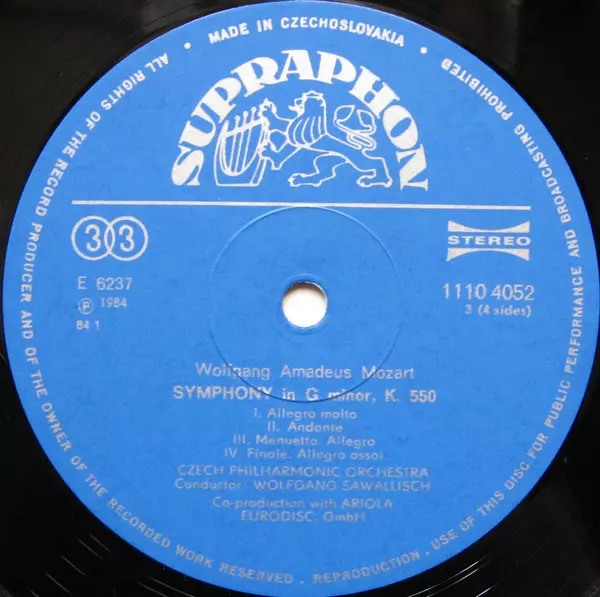 MADE IN CZECHOSLOVAKIA
ALL RIGHTS OF THE RECORD PRODUCER AND OF THE OWNER OF THE RECORDED WORK RESERVED. REPRODUCTION, USE OF THIS DISC FOR PUBLIC PERFORMANCE AND BROADCASTING PROHIBITED
SUPRAPHON
33
STEREO
E 6237
℗ 1984
84 1
1110 4052
3 (4 sides)
Wolfgang Amadeus Mozart
SYMPHONY in G minor, K. 550
I. Allegro molto
II. Andante
III. Menuetto. Allegro
IV. Finale. Allegro assai
CZECH PHILHARMONIC ORCHESTRA
Conductor: WOLFGANG SAWALLISCH
Co-production with ARIOLA
EURODISC, GmbH